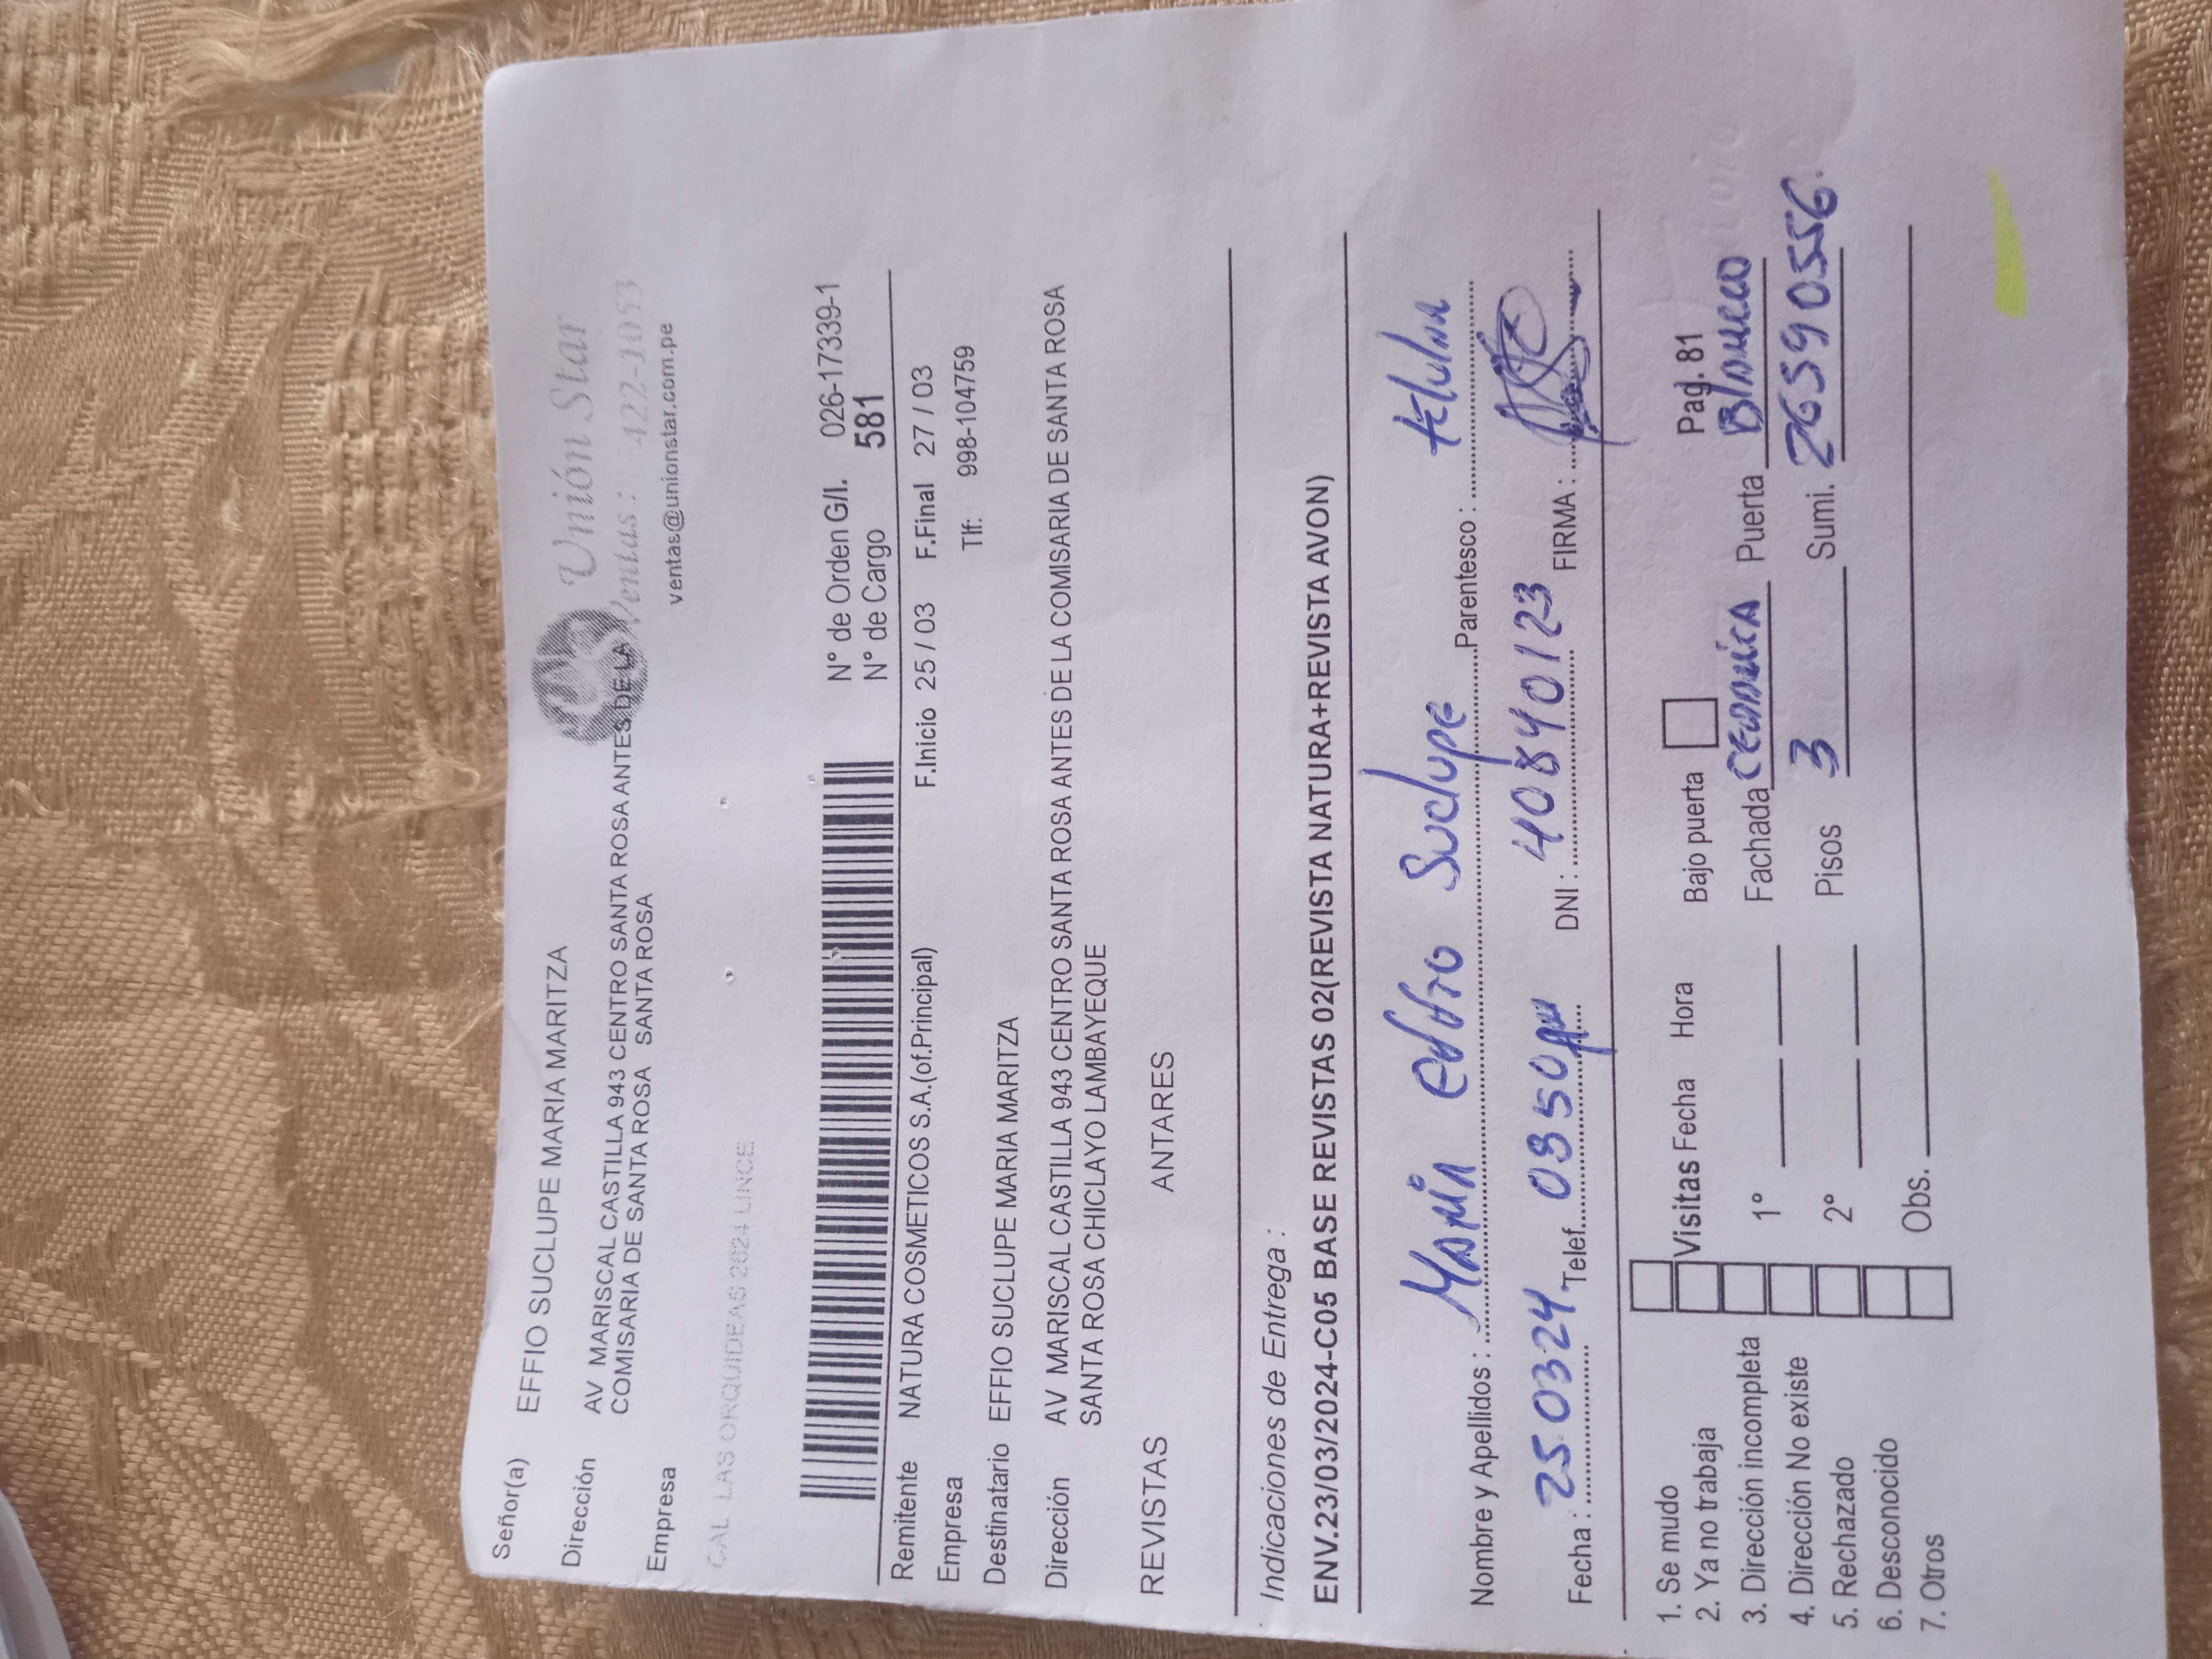 Señor(a) EFFIO SUCLUPE MARIA MARITZA
Unión Star
Ventas: 422-1053
ventas@unionstar.com.pe
Dirección AV MARISCAL CASTILLA 943 CENTRO SANTA ROSA ANTES DE LA
COMISARIA DE SANTA ROSA SANTA ROSA
Empresa
CAL LAS ORQUIDEAS 2624 LINCE
N° de Orden G/I. 026-17339-1
N° de Cargo 581
Remitente NATURA COSMETICOS S.A.(of.Principal) F.Inicio 25 / 03 F.Final 27 / 03
Empresa Tlf: 998-104759
Destinatario EFFIO SUCLUPE MARIA MARITZA
Dirección AV MARISCAL CASTILLA 943 CENTRO SANTA ROSA ANTES DE LA COMISARIA DE SANTA ROSA
SANTA ROSA CHICLAYO LAMBAYEQUE
REVISTAS ANTARES
Indicaciones de Entrega :
ENV.23/03/2024-C05 BASE REVISTAS 02(REVISTA NATURA+REVISTA AVON)
Nombre y Apellidos : María Suclupe Parentesco : titular
Fecha : 25 03 24 Telef. 0350 DNI : 40840123 FIRMA :
1. Se mudo
2. Ya no trabaja
3. Dirección incompleta
4. Dirección No existe
5. Rechazado
6. Desconocido
7. Otros
Visitas Fecha Hora Bajo puerta Pag. 81
1° Fachada Puerta Blanco
2° Pisos 3 Sumi. 26590556
Obs.